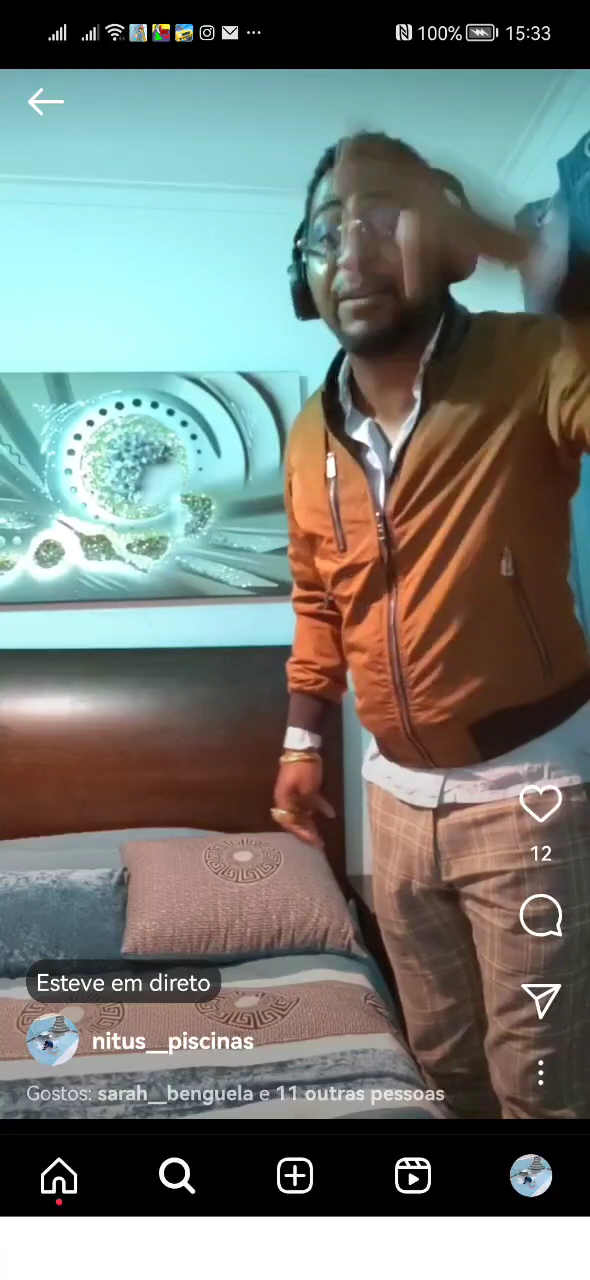 100% 15:33
12
Esteve em direto
nitus__piscinas
Gostos: sarah__benguela e 11 outras pessoas